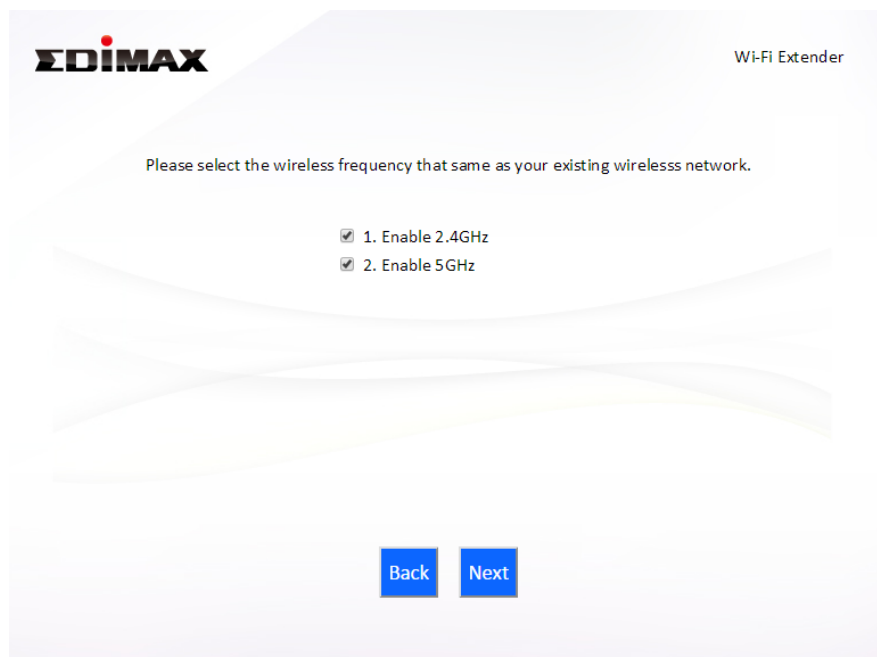 EDIMAX
Wi-Fi Extender
Please select the wireless frequency that same as your existing wirelesss network.
1. Enable 2.4GHz
2. Enable 5GHz
Back
Next